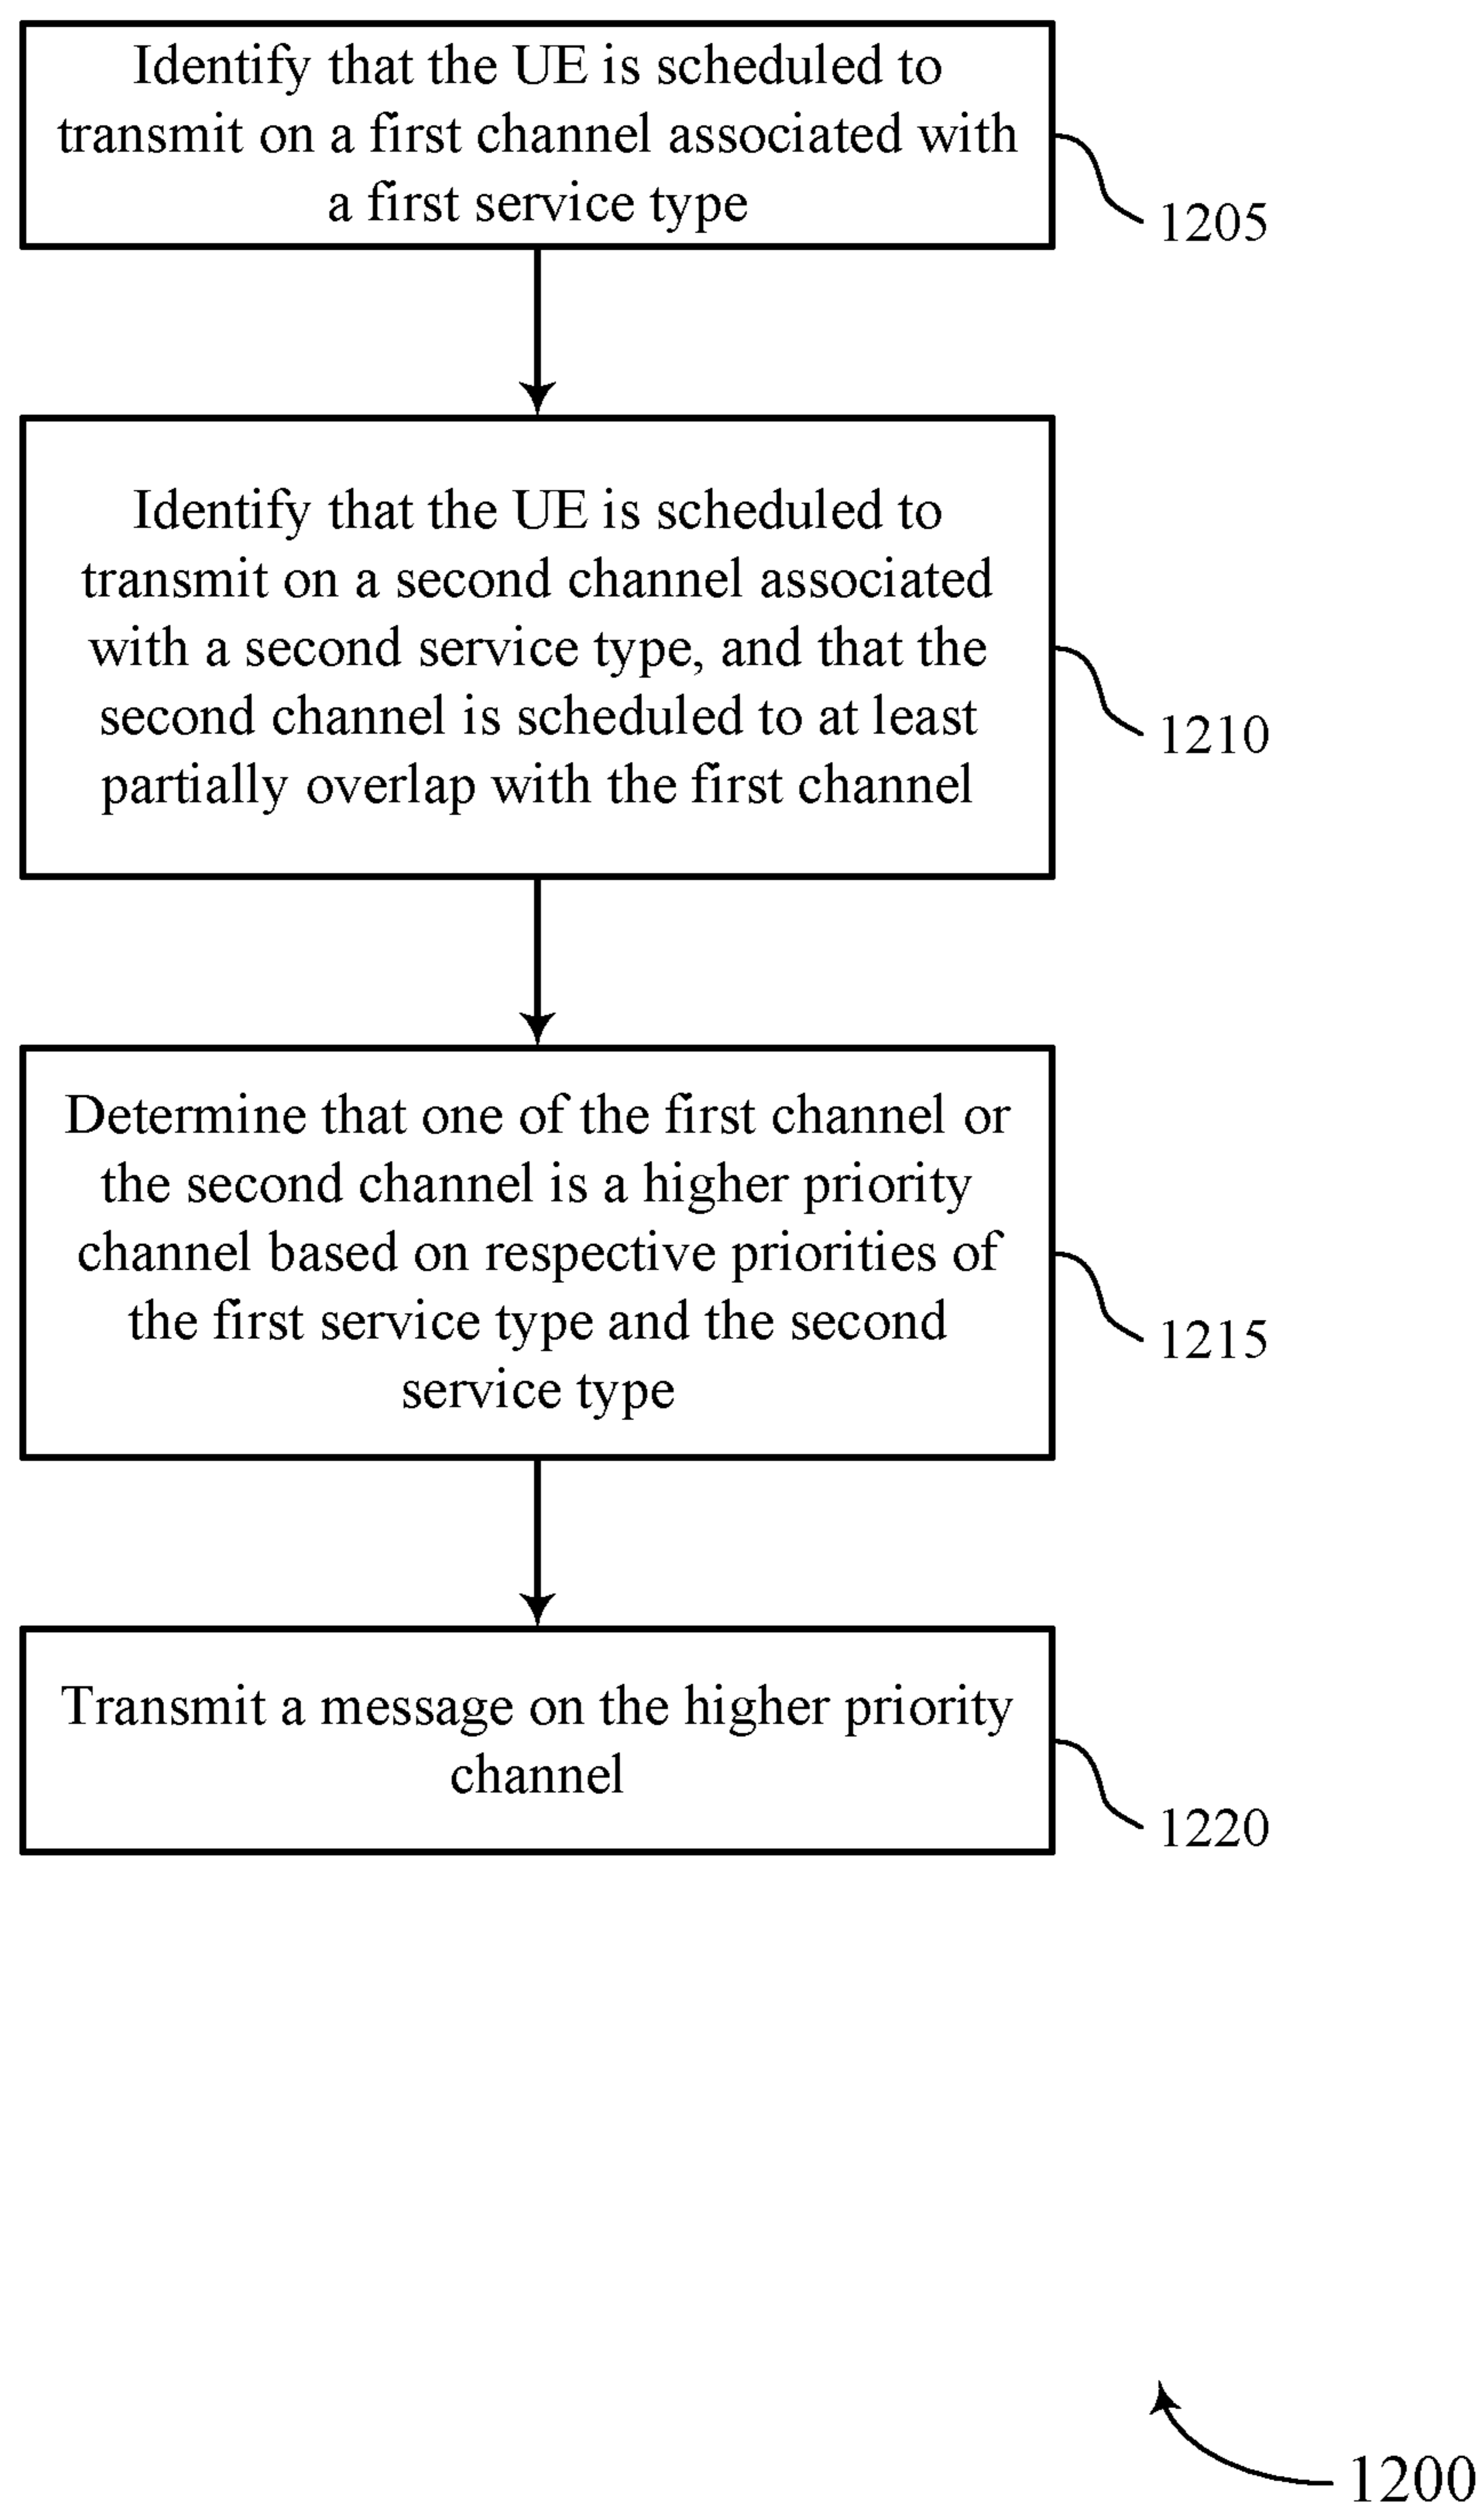 Identify that the UE is scheduled to
transmit on a first channel associated with
a first service type
1205
Identify that the UE is scheduled to
transmit on a second channel associated
with a second service type, and that the
second channel is scheduled to at least
partially overlap with the first channel
1210
Determine that one of the first channel or
the second channel is a higher priority
channel based on respective priorities of
the first service type and the second
service type
1215
Transmit a message on the higher priority
channel
1220
1200